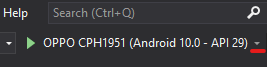 Help Search (Ctrl+Q)
OPPO CPH1951 (Android 10.0 - API 29)